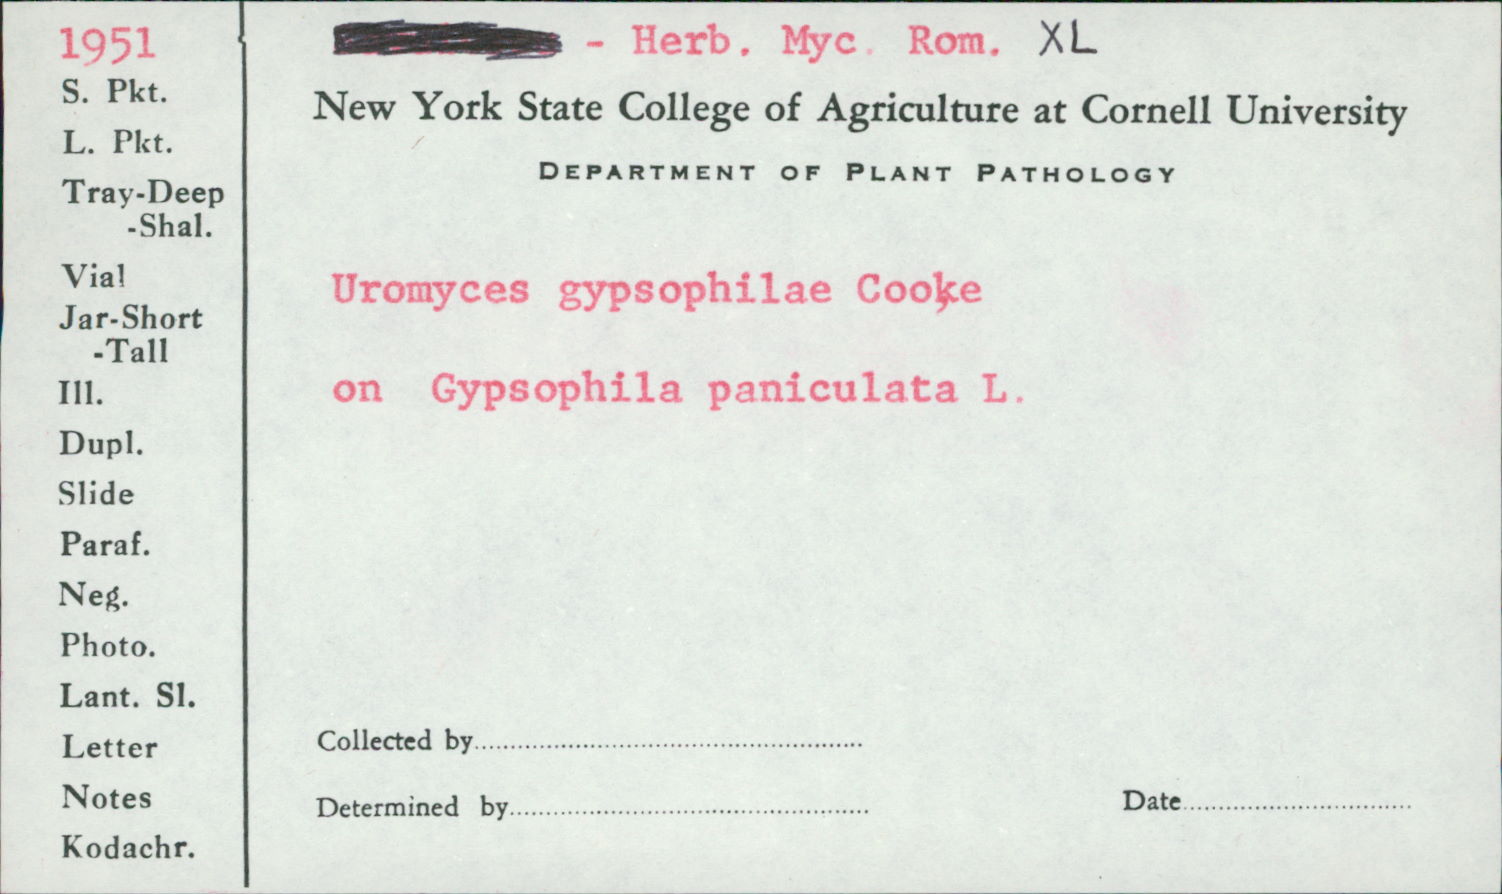 1951
S. Pkt.
L. Pkt.
Tray-Deep
-Shal.
Vial
Jar-Short
-Tall
Ill.
Dupl.
Slide
Paraf.
Neg.
Photo.
Lant. Sl.
Letter
Notes
Kodachr.
- Herb. Myc. Rom. XL
New York State College of Agriculture at Cornell University
DEPARTMENT OF PLANT PATHOLOGY
Uromyces gypsophilae Cooke
on Gypsophila paniculata L.
Collected by
Determined by
Date